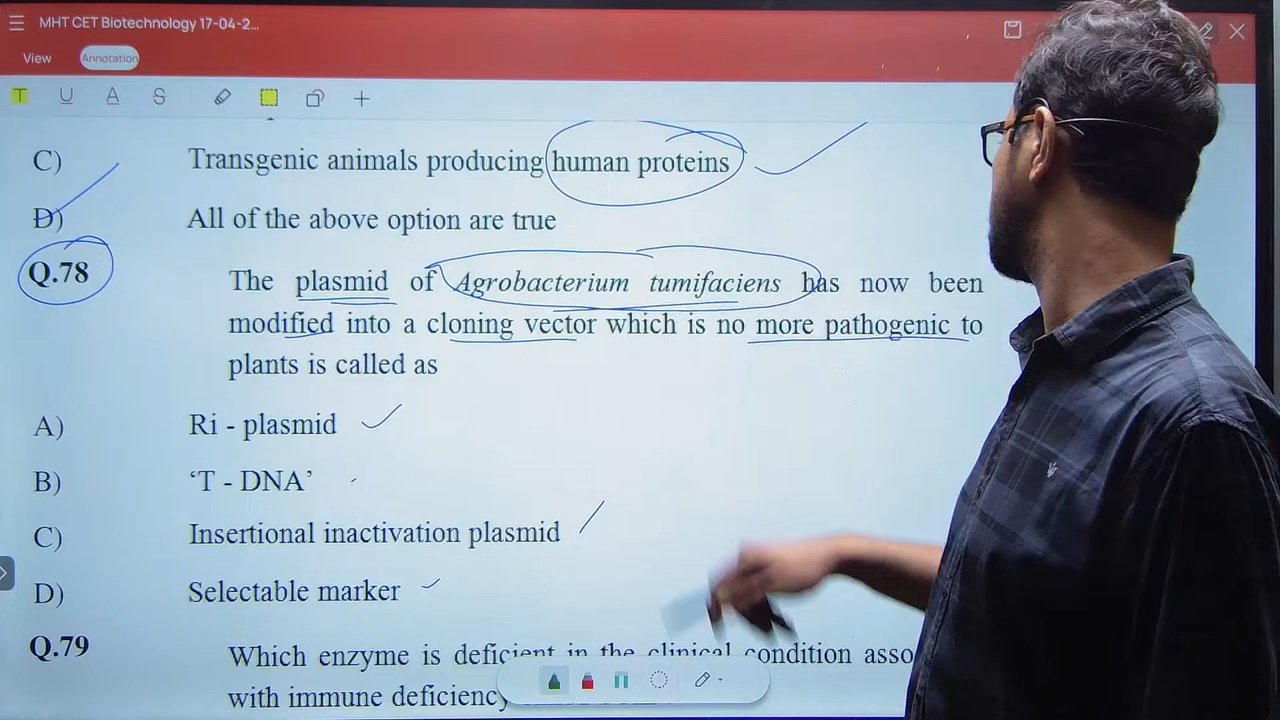 MHT CET Biotechnology 17-04-2...
View Annotation
T U A S
C) Transgenic animals producing human proteins
D) All of the above option are true
Q.78 The plasmid of Agrobacterium tumifaciens has now been
modified into a cloning vector which is no more pathogenic to
plants is called as
A) Ri - plasmid
B) ‘T - DNA’
C) Insertional inactivation plasmid
D) Selectable marker
Q.79 Which enzyme is deficient in the clinical condition
with immune deficiency